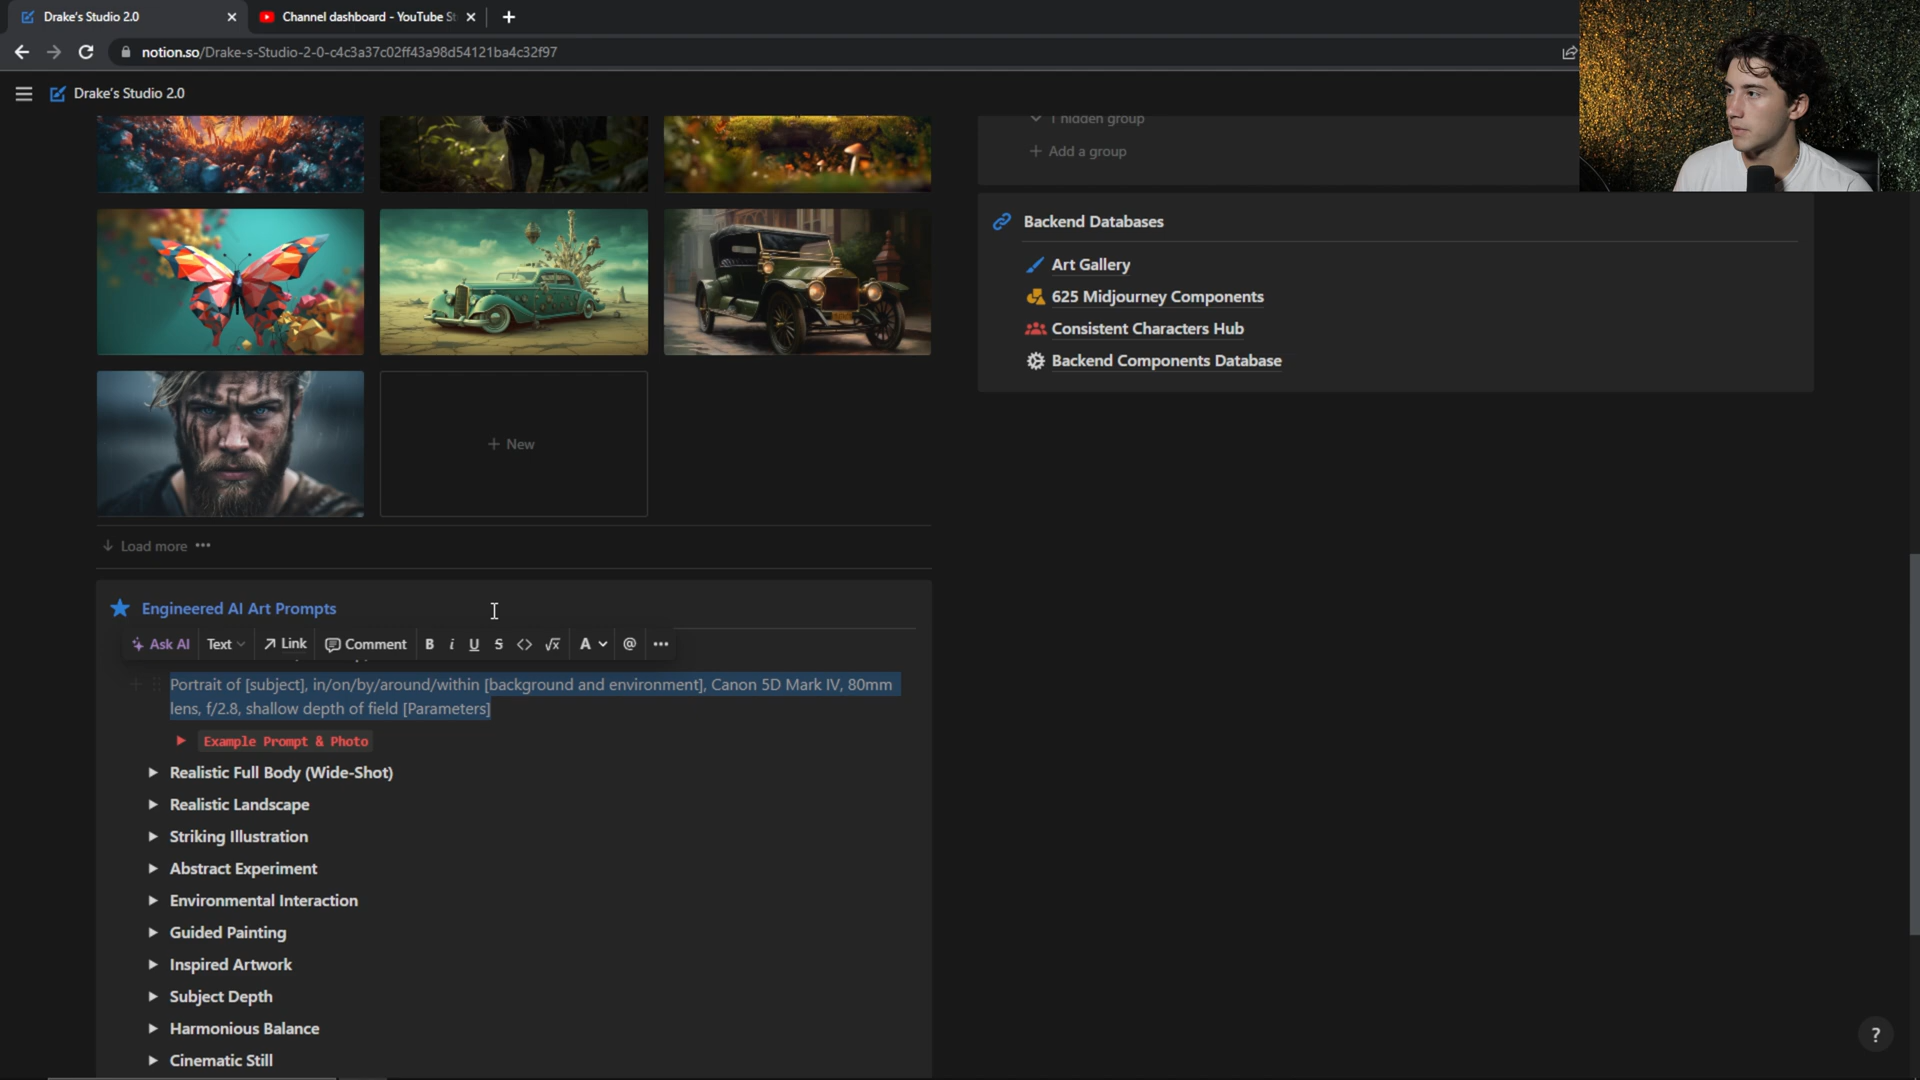 Drake's Studio 2.0
Channel dashboard - YouTube St
notion.so/Drake-s-Studio-2-0-c4c3a37c02ff43a98d54121ba4c32f97
Drake's Studio 2.0
1 hidden group
+ Add a group
Backend Databases
Art Gallery
625 Midjourney Components
Consistent Characters Hub
Backend Components Database
+ New
Load more •••
Engineered AI Art Prompts
Ask AI Text Link Comment B i U S <> √x A @ •••
Portrait of [subject], in/on/by/around/within [background and environment], Canon 5D Mark IV, 80mm
lens, f/2.8, shallow depth of field [Parameters]
Example Prompt & Photo
Realistic Full Body (Wide-Shot)
Realistic Landscape
Striking Illustration
Abstract Experiment
Environmental Interaction
Guided Painting
Inspired Artwork
Subject Depth
Harmonious Balance
Cinematic Still
?